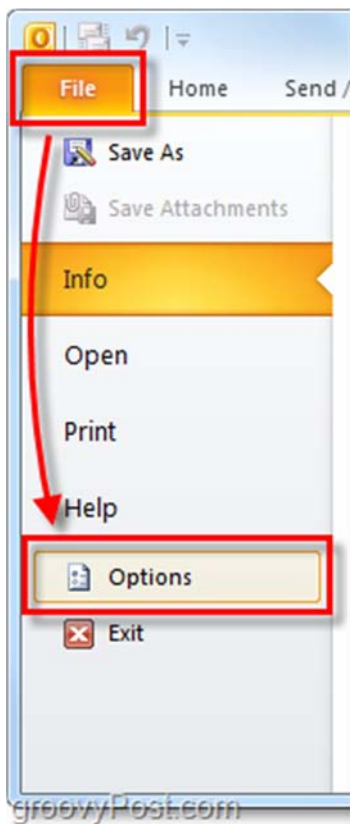 File Home Send /
Save As
Save Attachments
Info
Open
Print
Help
Options
Exit
groovyPost.com